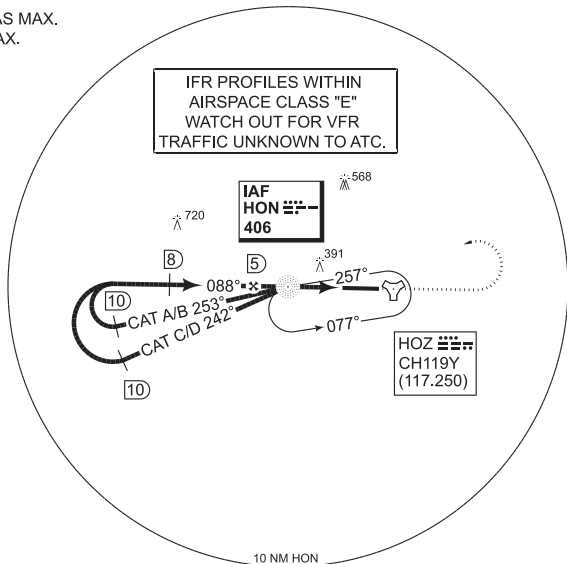 AS MAX.
AX.
IFR PROFILES WITHIN
AIRSPACE CLASS "E"
WATCH OUT FOR VFR
TRAFFIC UNKNOWN TO ATC.
568
IAF
HON
406
720
391
8
5
088°
257°
10
CAT A/B 253°
077°
CAT C/D 242°
10
HOZ
CH119Y
(117.250)
10 NM HON